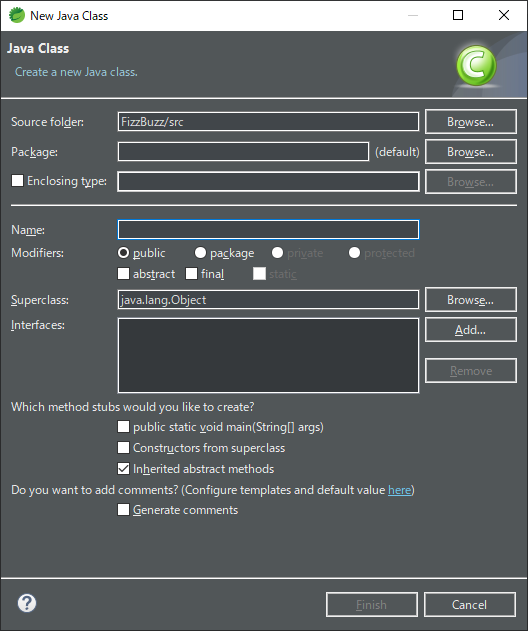 New Java Class
Java Class
Create a new Java class.
Source folder: FizzBuzz/src Browse...
Package: (default) Browse...
Enclosing type: Browse...
Name:
Modifiers: public package private protected
abstract final static
Superclass: java.lang.Object Browse...
Interfaces: Add...
Remove
Which method stubs would you like to create?
public static void main(String[] args)
Constructors from superclass
Inherited abstract methods
Do you want to add comments? (Configure templates and default value here)
Generate comments
Finish Cancel